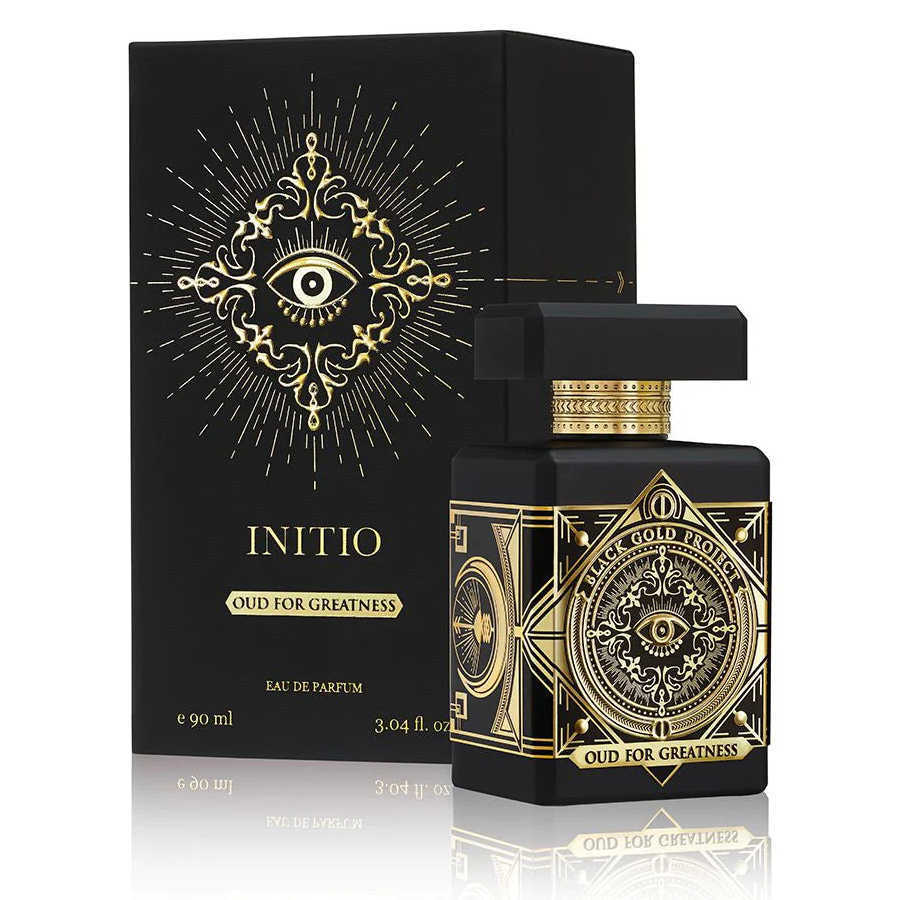 INITIO
OUD FOR GREATNESS
EAU DE PARFUM
e 90 ml
3.04 fl. oz
BLACK GOLD PROJECT
OUD FOR GREATNESS